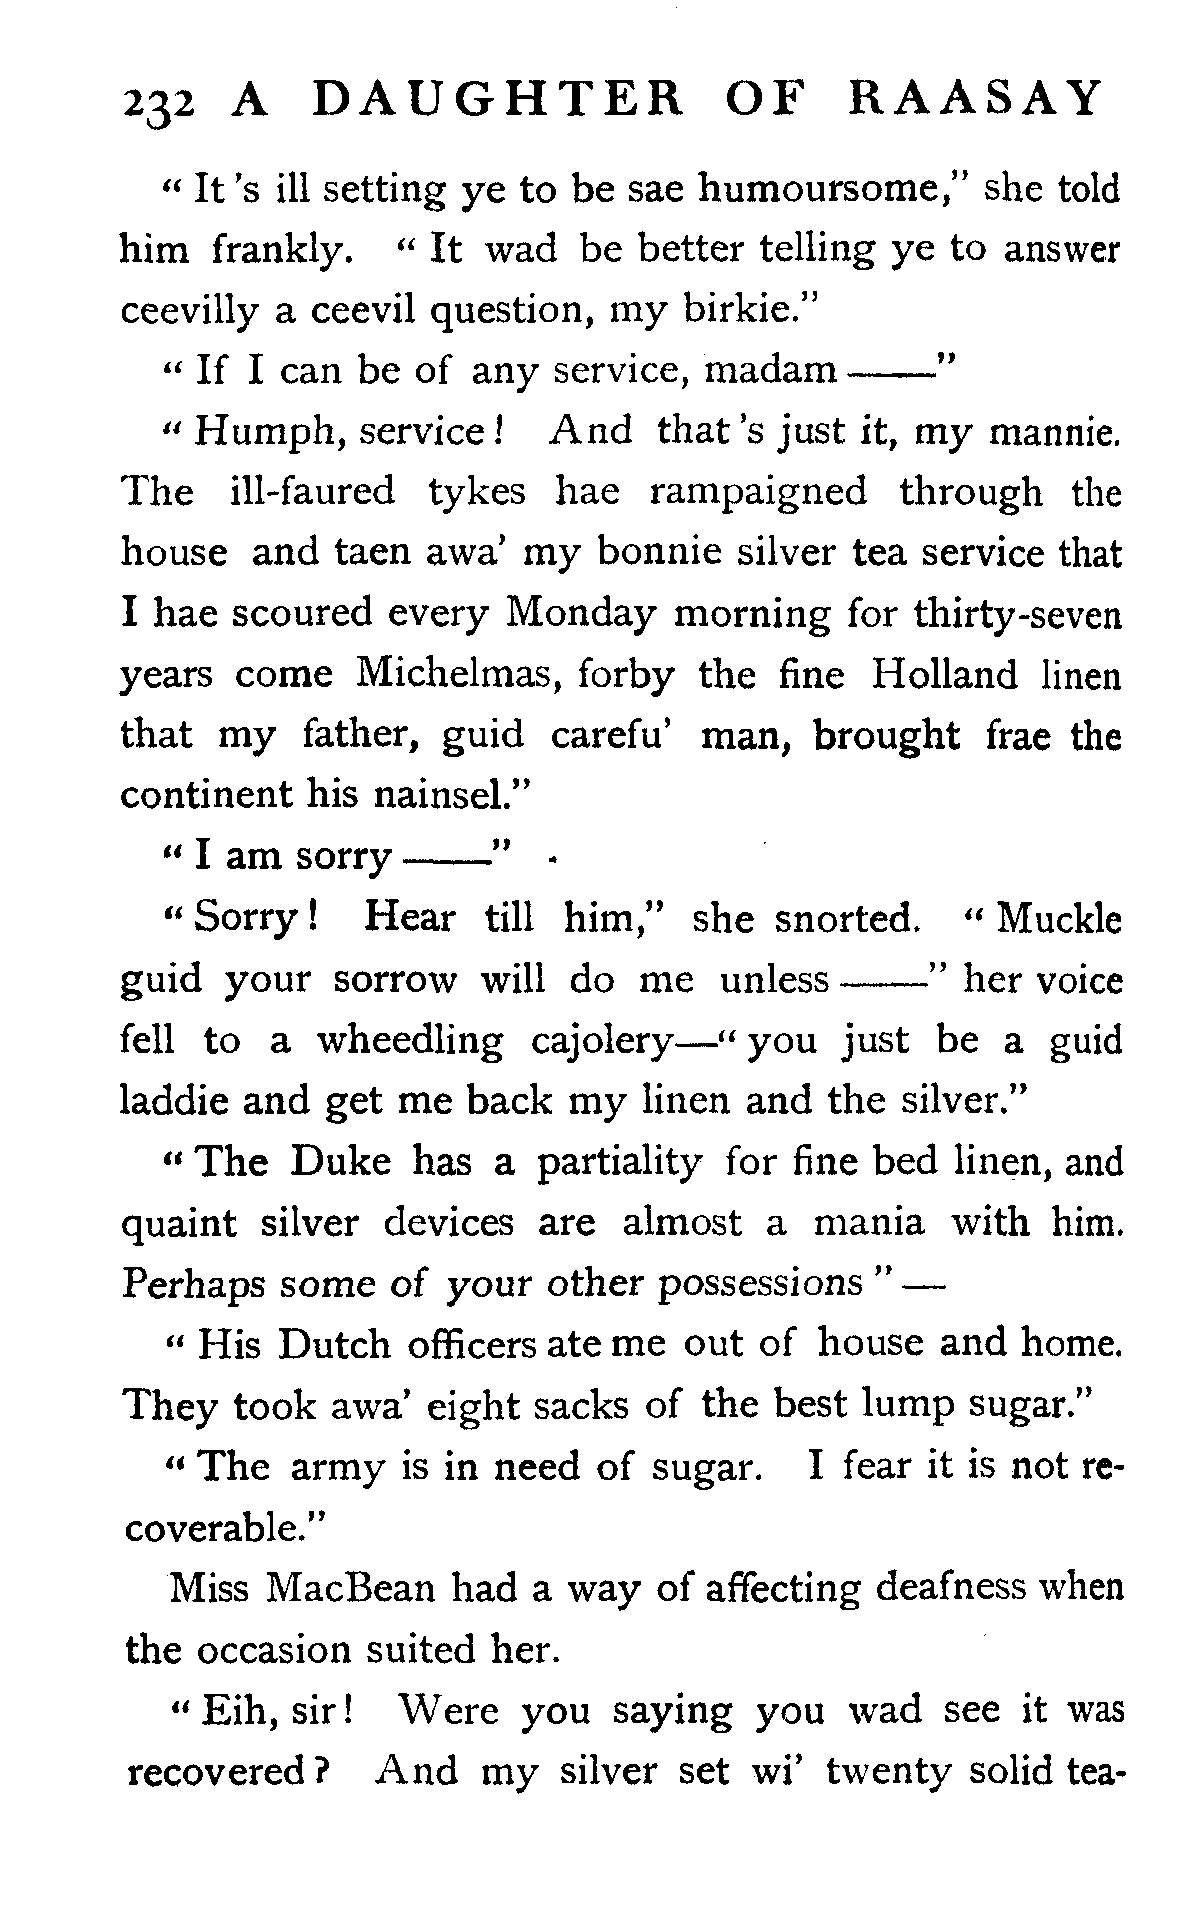 232 A DAUGHTER OF RAASAY
“ It 's ill setting ye to be sae humoursome,” she told
him frankly. “ It wad be better telling ye to answer
ceevilly a ceevil question, my birkie.”
“ If I can be of any service, madam ——”
“ Humph, service ! And that 's just it, my mannie.
The ill-faured tykes hae rampaigned through the
house and taen awa’ my bonnie silver tea service that
I hae scoured every Monday morning for thirty-seven
years come Michelmas, forby the fine Holland linen
that my father, guid carefu’ man, brought frae the
continent his nainsel.”
“ I am sorry ——”
“ Sorry ! Hear till him,” she snorted. “ Muckle
guid your sorrow will do me unless ——” her voice
fell to a wheedling cajolery—“ you just be a guid
laddie and get me back my linen and the silver.”
“ The Duke has a partiality for fine bed linen, and
quaint silver devices are almost a mania with him.
Perhaps some of your other possessions ” —
“ His Dutch officers ate me out of house and home.
They took awa’ eight sacks of the best lump sugar.”
“ The army is in need of sugar. I fear it is not re-
coverable.”
Miss MacBean had a way of affecting deafness when
the occasion suited her.
“ Eih, sir ! Were you saying you wad see it was
recovered ? And my silver set wi’ twenty solid tea-